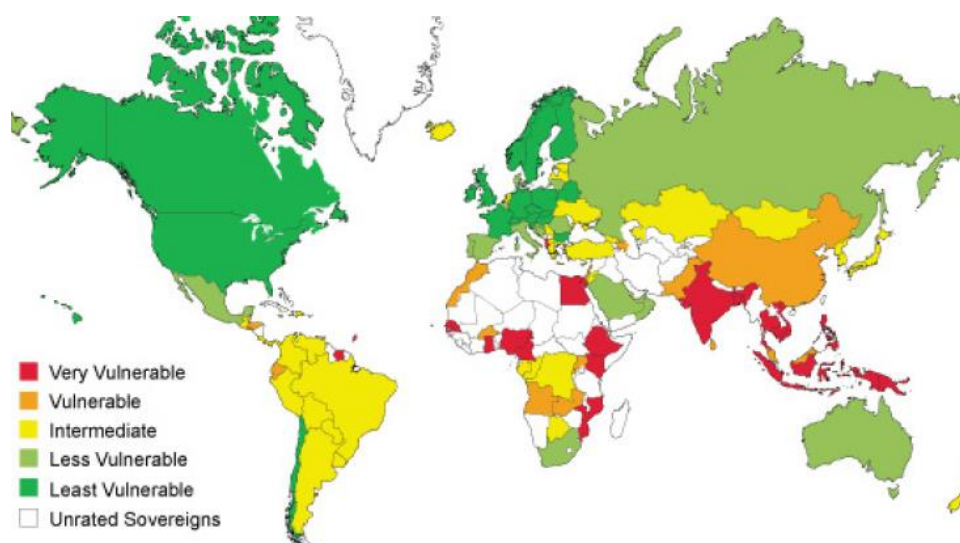 Very Vulnerable
Vulnerable
Intermediate
Less Vulnerable
Least Vulnerable
Unrated Sovereigns